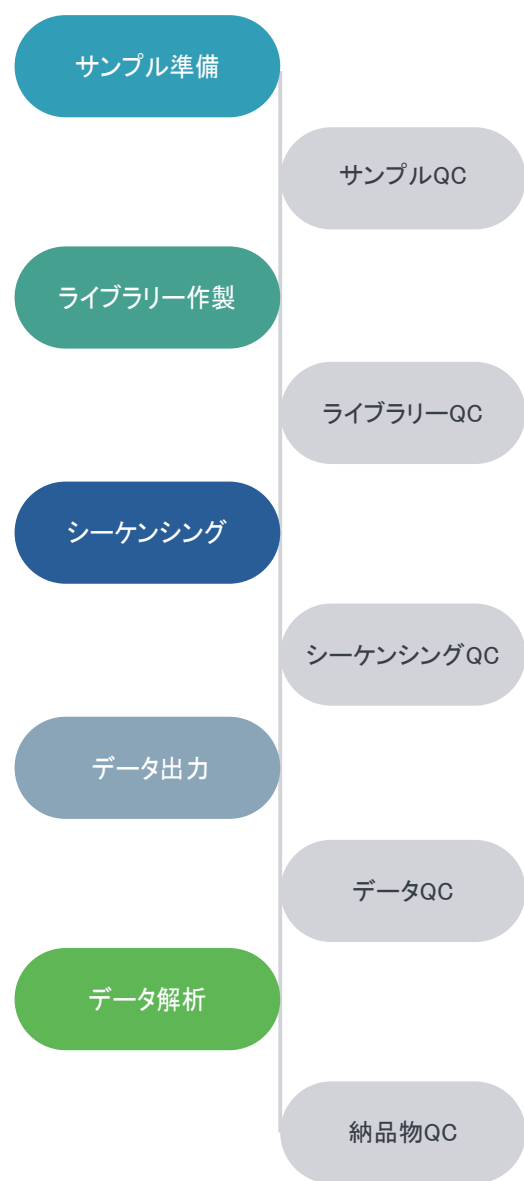 サンプル準備
サンプルQC
ライブラリー作製
ライブラリーQC
シーケンシング
シーケンシングQC
データ出力
データQC
データ解析
納品物QC